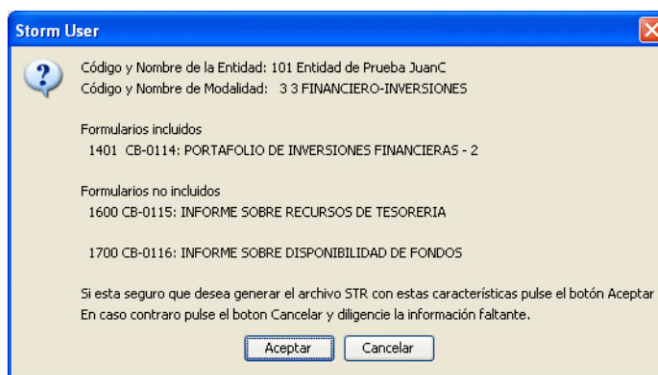 Storm User
Código y Nombre de la Entidad: 101 Entidad de Prueba JuanC
Código y Nombre de Modalidad: 3 3 FINANCIERO-INVERSIONES
Formularios incluidos
1401 CB-0114: PORTAFOLIO DE INVERSIONES FINANCIERAS - 2
Formularios no incluidos
1600 CB-0115: INFORME SOBRE RECURSOS DE TESORERIA
1700 CB-0116: INFORME SOBRE DISPONIBILIDAD DE FONDOS
Si esta seguro que desea generar el archivo STR con estas características pulse el botón Aceptar
En caso contraro pulse el boton Cancelar y diligencie la información faltante.
Aceptar Cancelar